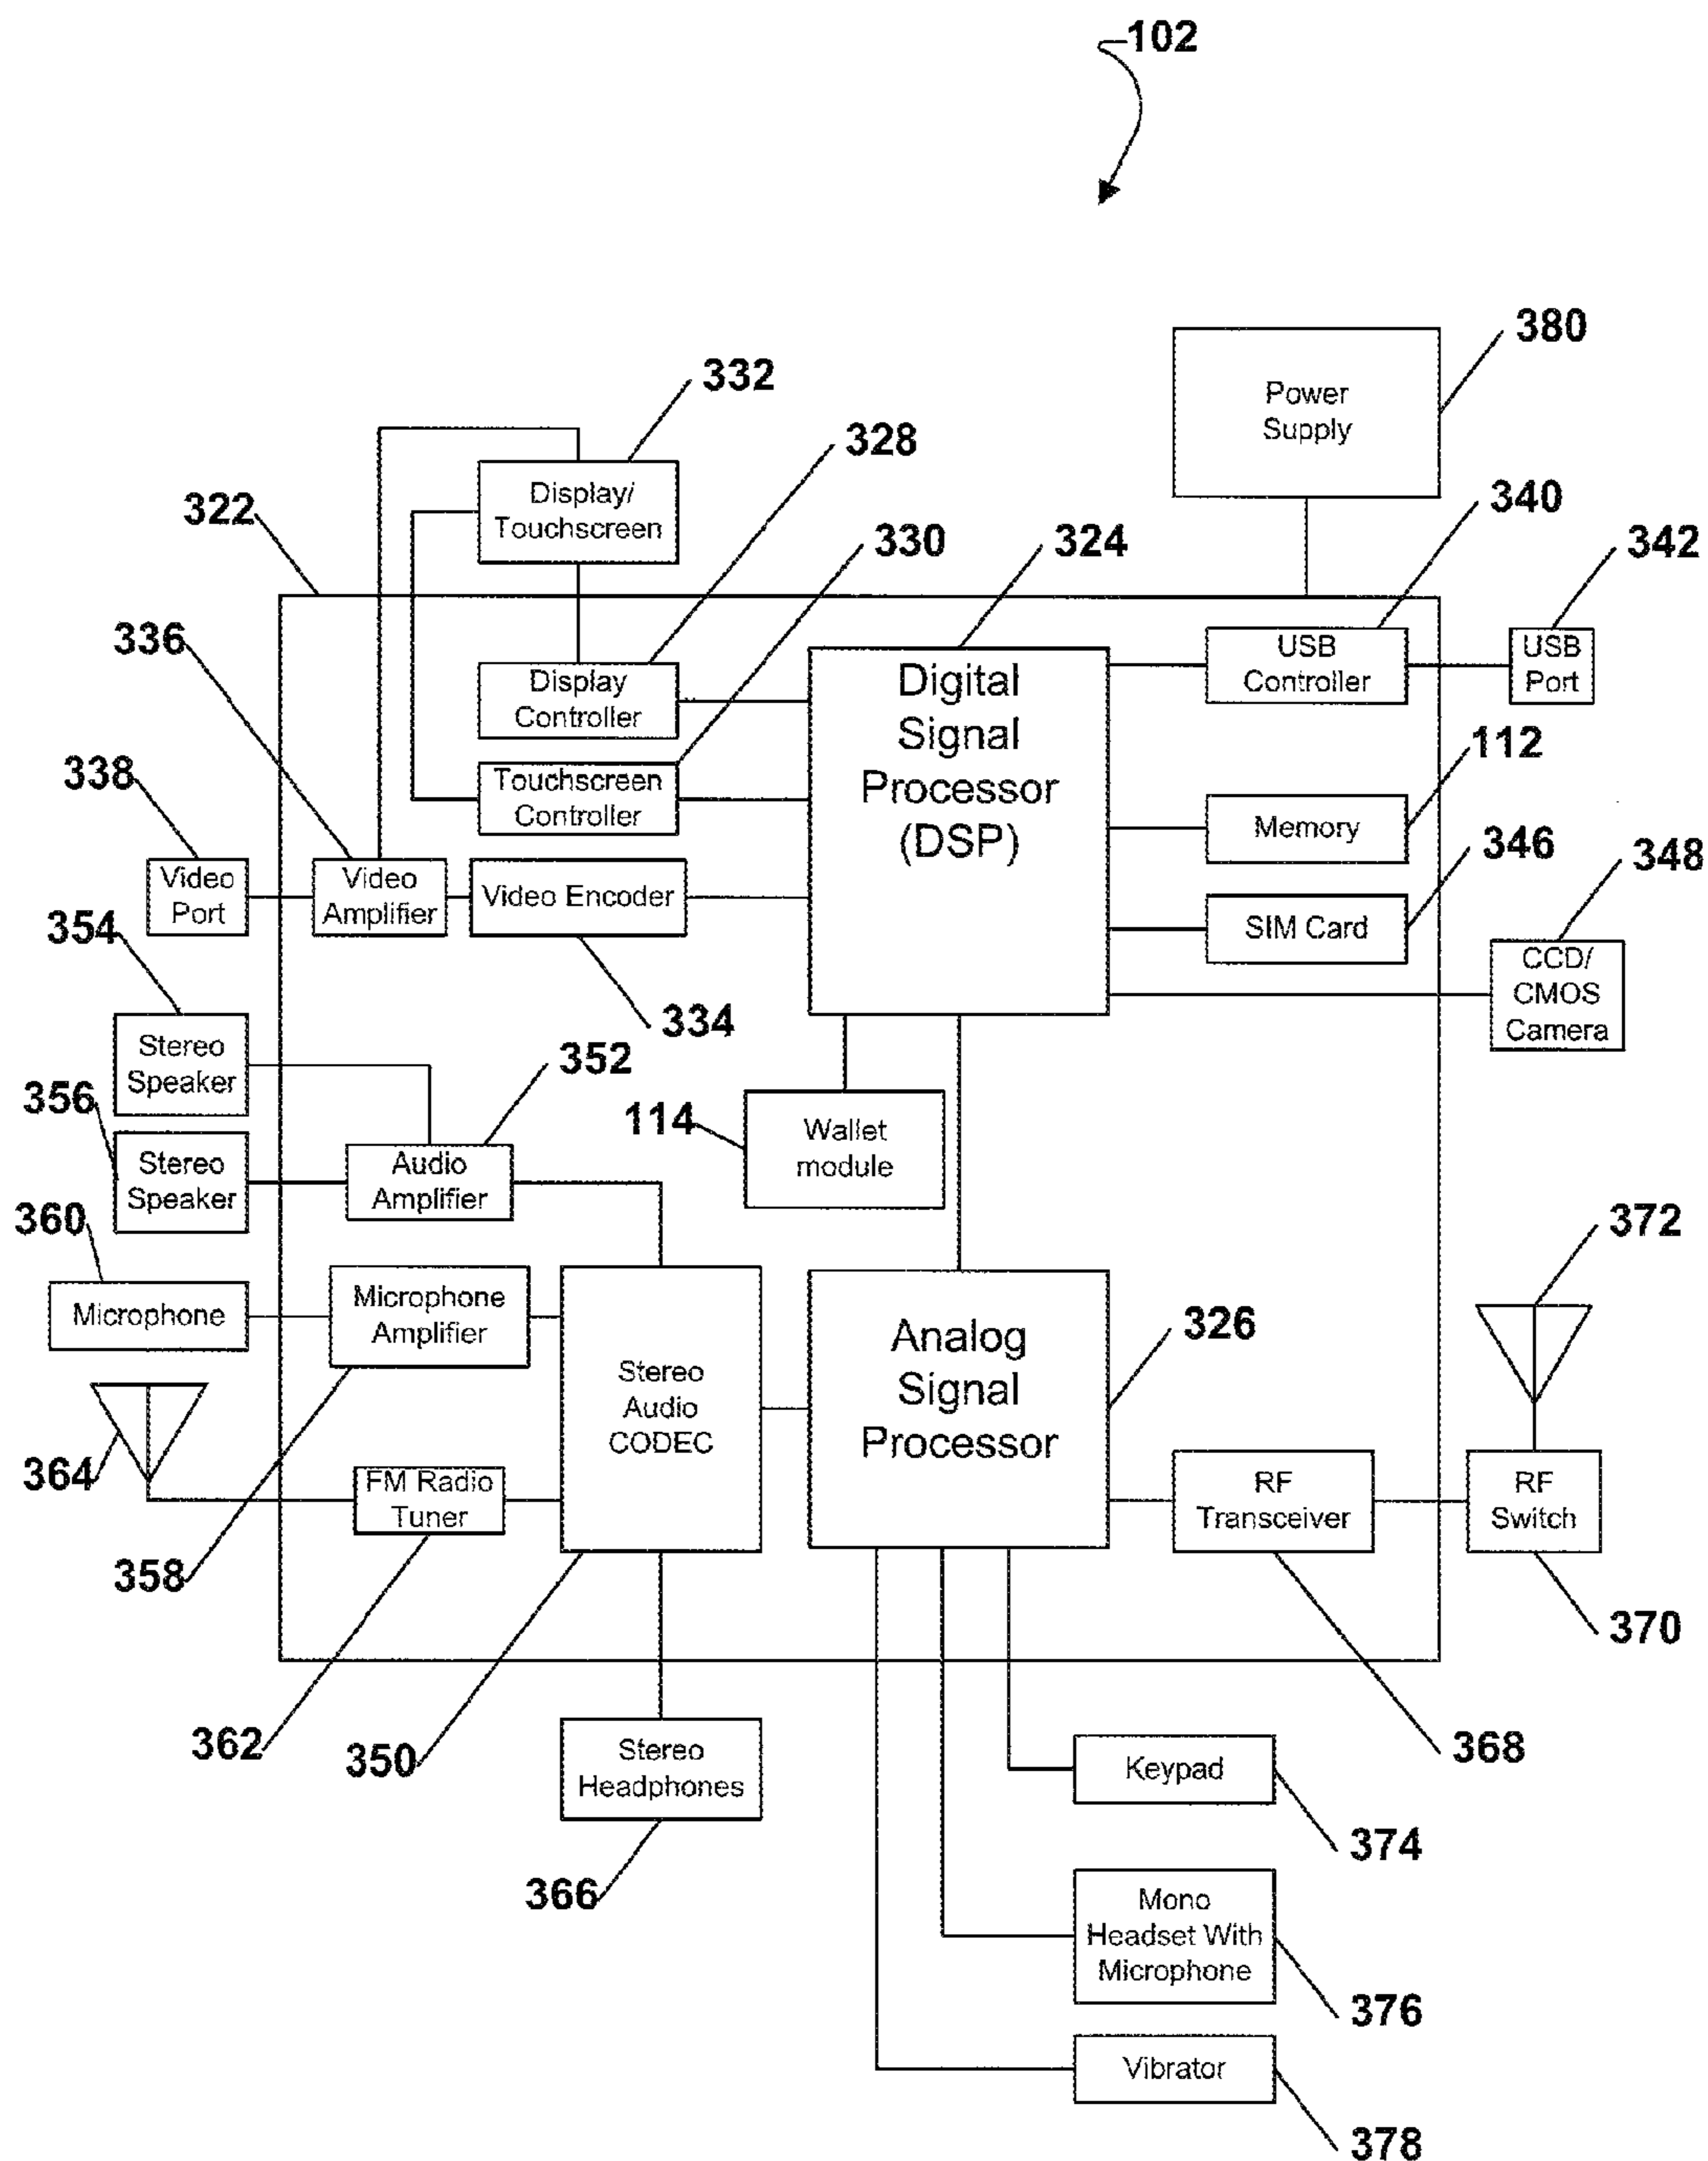 102
380
Power
Supply
332
328
Display/
Touchscreen
322
330
324
340
342
336
USB
Controller
USB
Port
Display
Controller
Digital
Signal
Processor
(DSP)
112
338
Touchscreen
Controller
Memory
346
348
Video
Port
Video
Amplifier
Video Encoder
SIM Card
354
CCD/
CMOS
Camera
334
Stereo
Speaker
352
356
114
Wallet
module
Stereo
Speaker
Audio
Amplifier
360
372
Microphone
Microphone
Amplifier
326
Analog
Signal
Processor
Stereo
Audio
CODEC
364
FM Radio
Tuner
RF
Transceiver
RF
Switch
358
370
362
350
368
Stereo
Headphones
Keypad
374
366
Mono
Headset With
Microphone
376
Vibrator
378